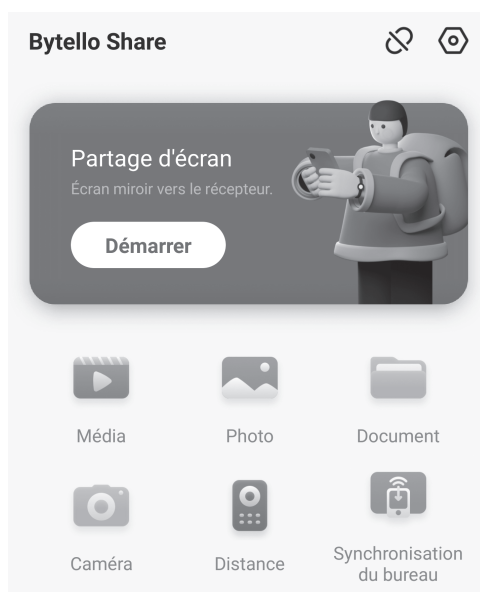 Bytello Share
Partage d'écran
Écran miroir vers le récepteur.
Démarrer
Média
Photo
Document
Caméra
Distance
Synchronisation
du bureau